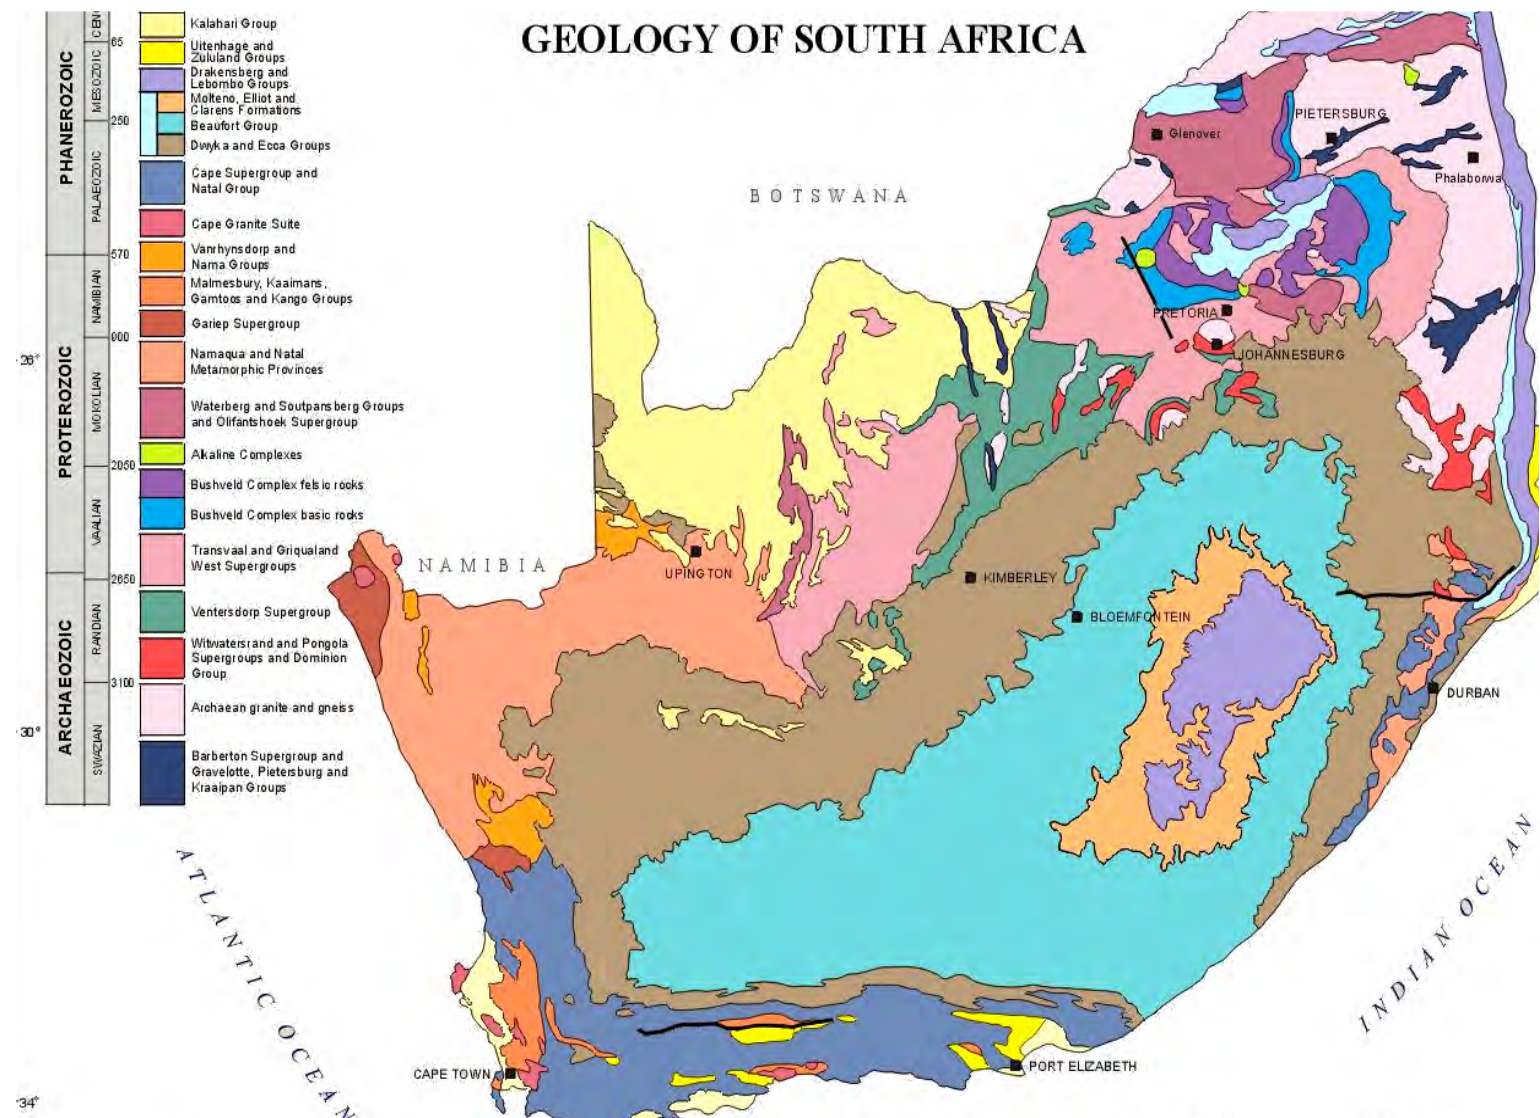 GEOLOGY OF SOUTH AFRICA
PHANEROZOIC
PROTEROZOIC
ARCHAEOZOIC
CENO
MESOZOIC
PALAEOZOIC
NAMIBIAN
MOKOLIAN
VAALIAN
RANDIAN
SWAZIAN
65
250
570
900
2050
2650
3100
Kalahari Group
Uitenhage and
Zululand Groups
Drakensberg and
Lebombo Groups
Molteno, Elliot and
Clarens Formations
Beaufort Group
Dwyka and Ecca Groups
Cape Supergroup and
Natal Group
Cape Granite Suite
Vanrhynsdorp and
Nama Groups
Malmesbury, Kaaimans,
Gamtoos and Kango Groups
Gariep Supergroup
Namaqua and Natal
Metamorphic Provinces
Waterberg and Soutpansberg Groups
and Olifantshoek Supergroup
Alkaline Complexes
Bushveld Complex felsic rocks
Bushveld Complex basic rocks
Transvaal and Griqualand
West Supergroups
Ventersdorp Supergroup
Witwatersrand and Pongola
Supergroups and Dominion
Group
Archaean granite and gneiss
Barberton Supergroup and
Gravelotte, Pietersburg and
Kraaipan Groups
26°
30°
34°
BOTSWANA
NAMIBIA
PIETERSBURG
Glenover
Phalaborwa
PRETORIA
JOHANNESBURG
UPINGTON
KIMBERLEY
BLOEMFONTEIN
DURBAN
CAPE TOWN
PORT ELIZABETH
ATLANTIC OCEAN
INDIAN OCEAN